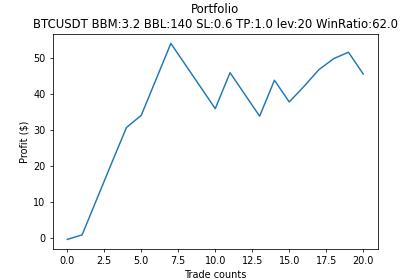 Portfolio
BTCUSDT BBM:3.2 BBL:140 SL:0.6 TP:1.0 lev:20 WinRatio:62.0
50
40
30
20
10
0
Profit ($)
0.0 2.5 5.0 7.5 10.0 12.5 15.0 17.5 20.0
Trade counts